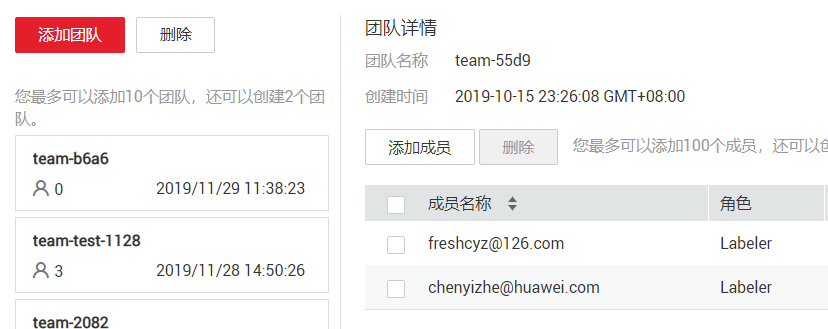 添加团队 删除
您最多可以添加10个团队，还可以创建2个团
队。
team-b6a6
0 2019/11/29 11:38:23
team-test-1128
3 2019/11/28 14:50:26
team-2082
团队详情
团队名称 team-55d9
创建时间 2019-10-15 23:26:08 GMT+08:00
添加成员 删除 您最多可以添加100个成员，还可以
成员名称 角色
freshcyz@126.com Labeler
chenyizhe@huawei.com Labeler